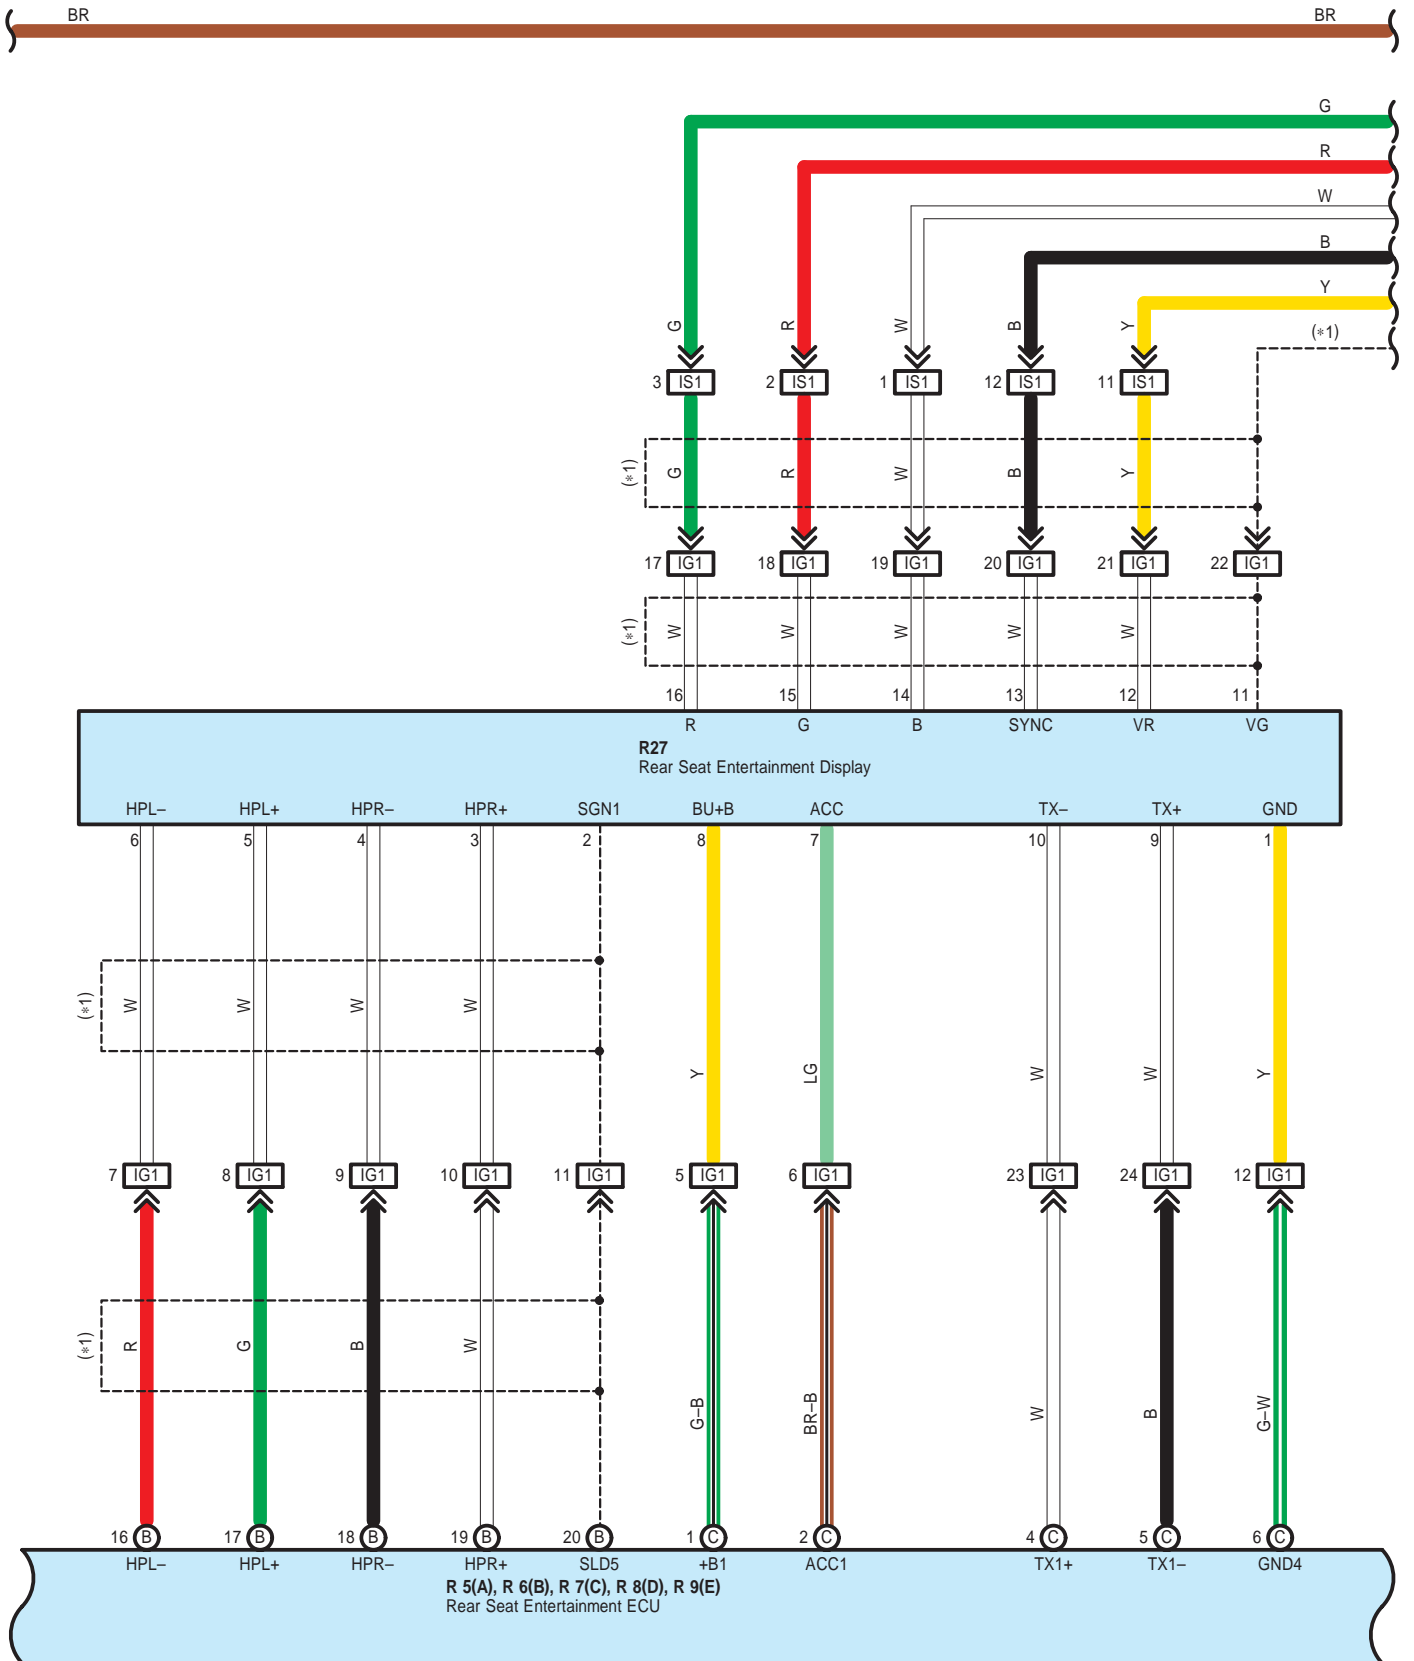 BR BR
G
R
W
B
Y
(*1)
G R W B Y
3 IS1 2 IS1 1 IS1 12 IS1 11 IS1
(*1) G R W B Y
17 IG1 18 IG1 19 IG1 20 IG1 21 IG1 22 IG1
(*1) W W W W W
16 15 14 13 12 11
R G B SYNC VR VG
R27
Rear Seat Entertainment Display
HPL– HPL+ HPR– HPR+ SGN1 BU+B ACC TX– TX+ GND
6 5 4 3 2 8 7 10 9 1
(*1) W W W W
Y LG W W Y
7 IG1 8 IG1 9 IG1 10 IG1 11 IG1 5 IG1 6 IG1 23 IG1 24 IG1 12 IG1
(*1) R G B W
G–B BR–B W B G–W
16 B 17 B 18 B 19 B 20 B 1 C 2 C 4 C 5 C 6 C
HPL– HPL+ HPR– HPR+ SLD5 +B1 ACC1 TX1+ TX1– GND4
R 5(A), R 6(B), R 7(C), R 8(D), R 9(E)
Rear Seat Entertainment ECU